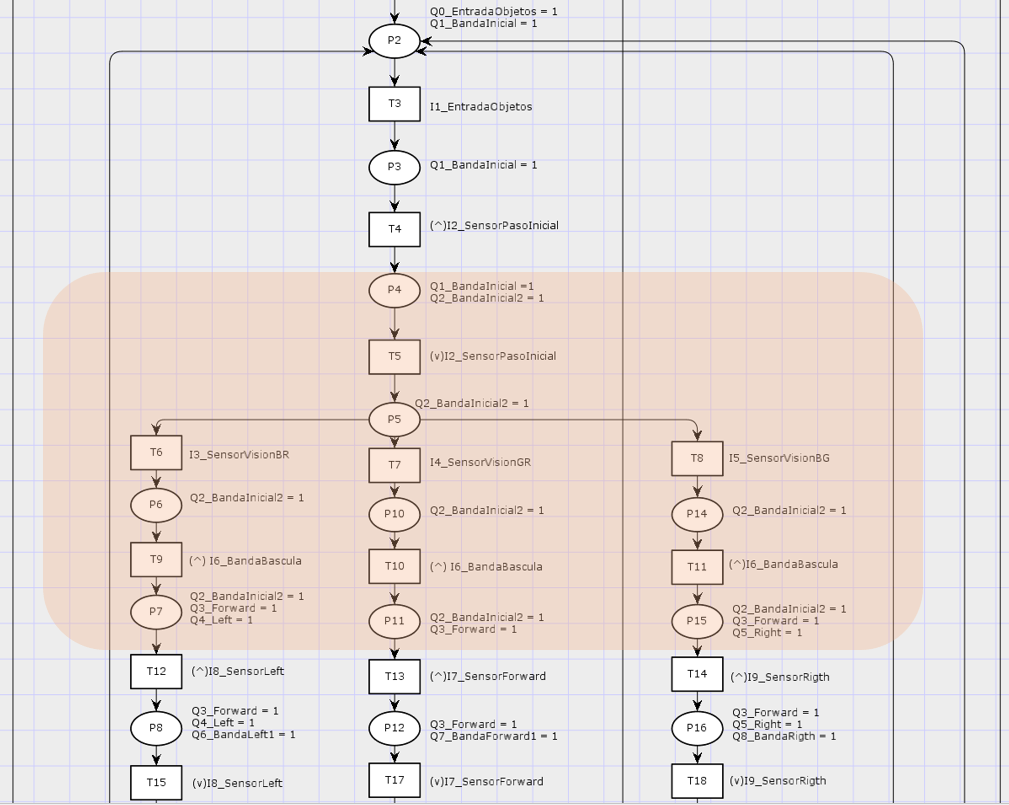 Q0_EntradaObjetos = 1
Q1_BandaInicial = 1
P2
T3
I1_EntradaObjetos
P3
Q1_BandaInicial = 1
T4
(^)I2_SensorPasoInicial
P4
Q1_BandaInicial =1
Q2_BandaInicial2 = 1
T5
(v)I2_SensorPasoInicial
P5
Q2_BandaInicial2 = 1
T6
I3_SensorVisionBR
T7
I4_SensorVisionGR
T8
I5_SensorVisionBG
P6
Q2_BandaInicial2 = 1
P10
Q2_BandaInicial2 = 1
P14
Q2_BandaInicial2 = 1
T9
(^) I6_BandaBascula
T10
(^) I6_BandaBascula
T11
(^)I6_BandaBascula
P7
Q2_BandaInicial2 = 1
Q3_Forward = 1
Q4_Left = 1
P11
Q2_BandaInicial2 = 1
Q3_Forward = 1
P15
Q2_BandaInicial2 = 1
Q3_Forward = 1
Q5_Right = 1
T12
(^)I8_SensorLeft
T13
(^)I7_SensorForward
T14
(^)I9_SensorRigth
P8
Q3_Forward = 1
Q4_Left = 1
Q6_BandaLeft1 = 1
P12
Q3_Forward = 1
Q7_BandaForward1 = 1
P16
Q3_Forward = 1
Q5_Right = 1
Q8_BandaRigth = 1
T15
(v)I8_SensorLeft
T17
(v)I7_SensorForward
T18
(v)I9_SensorRigth